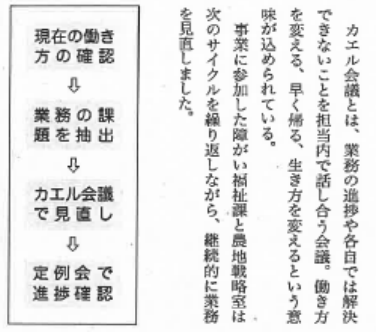 カエル会議とは、業務の進捗や各自では解決
できないことを担当内で話し合う会議。働き方
を変える、早く帰る、生き方を変えるという意
味が込められている。
事業に参加した障がい福祉課と農地戦略室は
次のサイクルを繰り返しながら、継続的に業務
を見直しました。
現在の働き
方の確認
⇩
業務の課
題を抽出
⇩
カエル会議
で見直し
⇩
定例会で
進捗確認